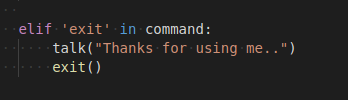 elif 'exit' in command:
    talk("Thanks for using me..")
    exit()